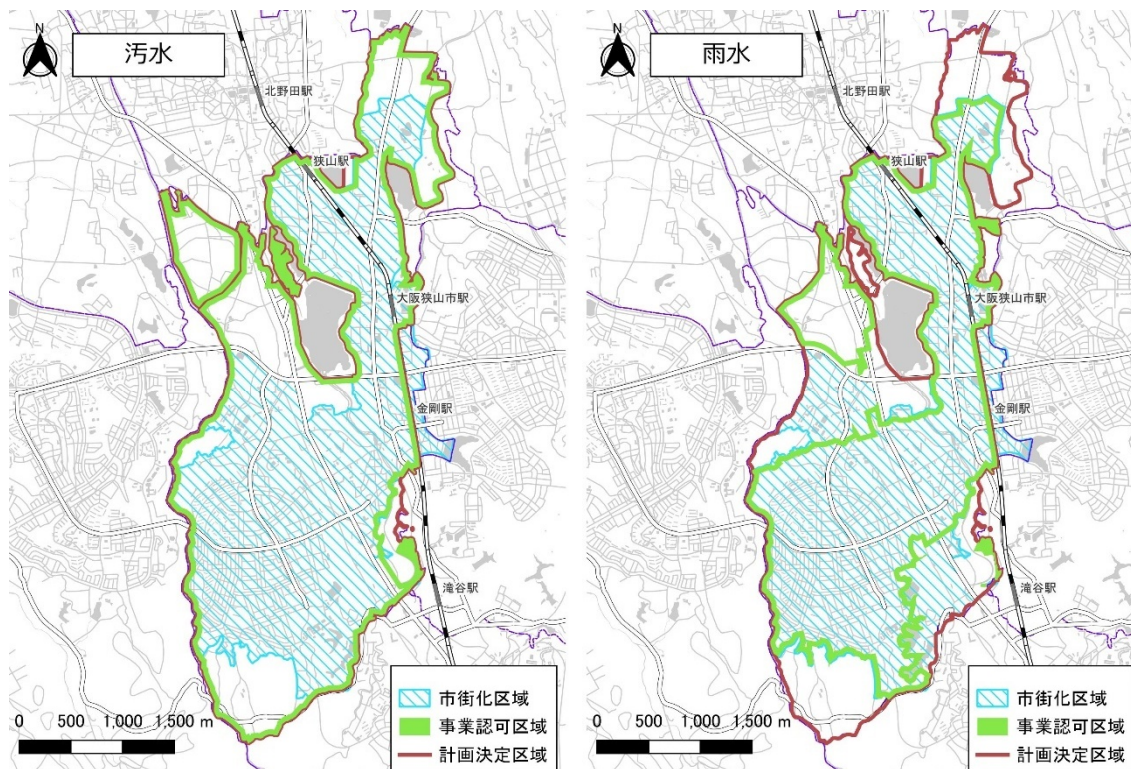 N
汚水
北野田駅
狭山駅
大阪狭山市駅
金剛駅
滝谷駅
市街化区域
事業認可区域
計画決定区域
0 500 1,000 1,500 m
N
雨水
北野田駅
狭山駅
大阪狭山市駅
金剛駅
滝谷駅
市街化区域
事業認可区域
計画決定区域
0 500 1,000 1,500 m